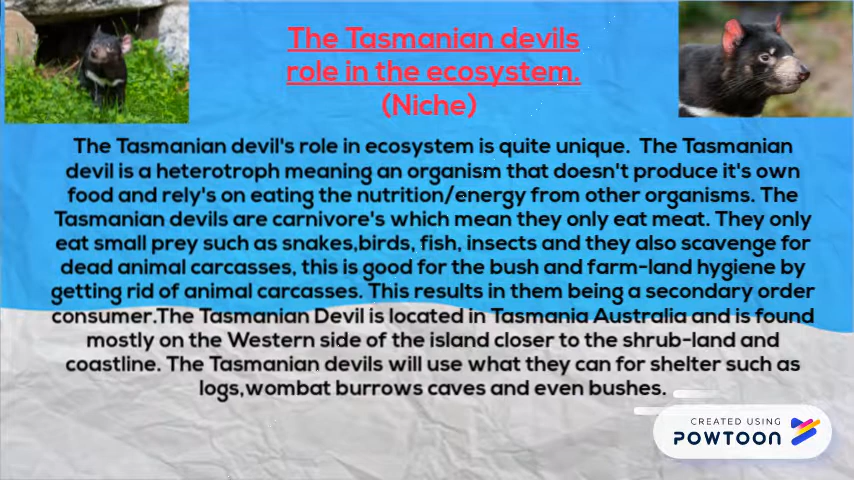 The Tasmanian devils
role in the ecosystem.
(Niche)
The Tasmanian devil's role in ecosystem is quite unique. The Tasmanian
devil is a heterotroph meaning an organism that doesn't produce it's own
food and rely's on eating the nutrition/energy from other organisms. The
Tasmanian devils are carnivore's which mean they only eat meat. They only
eat small prey such as snakes,birds, fish, insects and they also scavenge for
dead animal carcasses, this is good for the bush and farm-land hygiene by
getting rid of animal carcasses. This results in them being a secondary order
consumer.The Tasmanian Devil is located in Tasmania Australia and is found
mostly on the Western side of the island closer to the shrub-land and
coastline. The Tasmanian devils will use what they can for shelter such as
logs,wombat burrows caves and even bushes.
CREATED USING
POWTOON